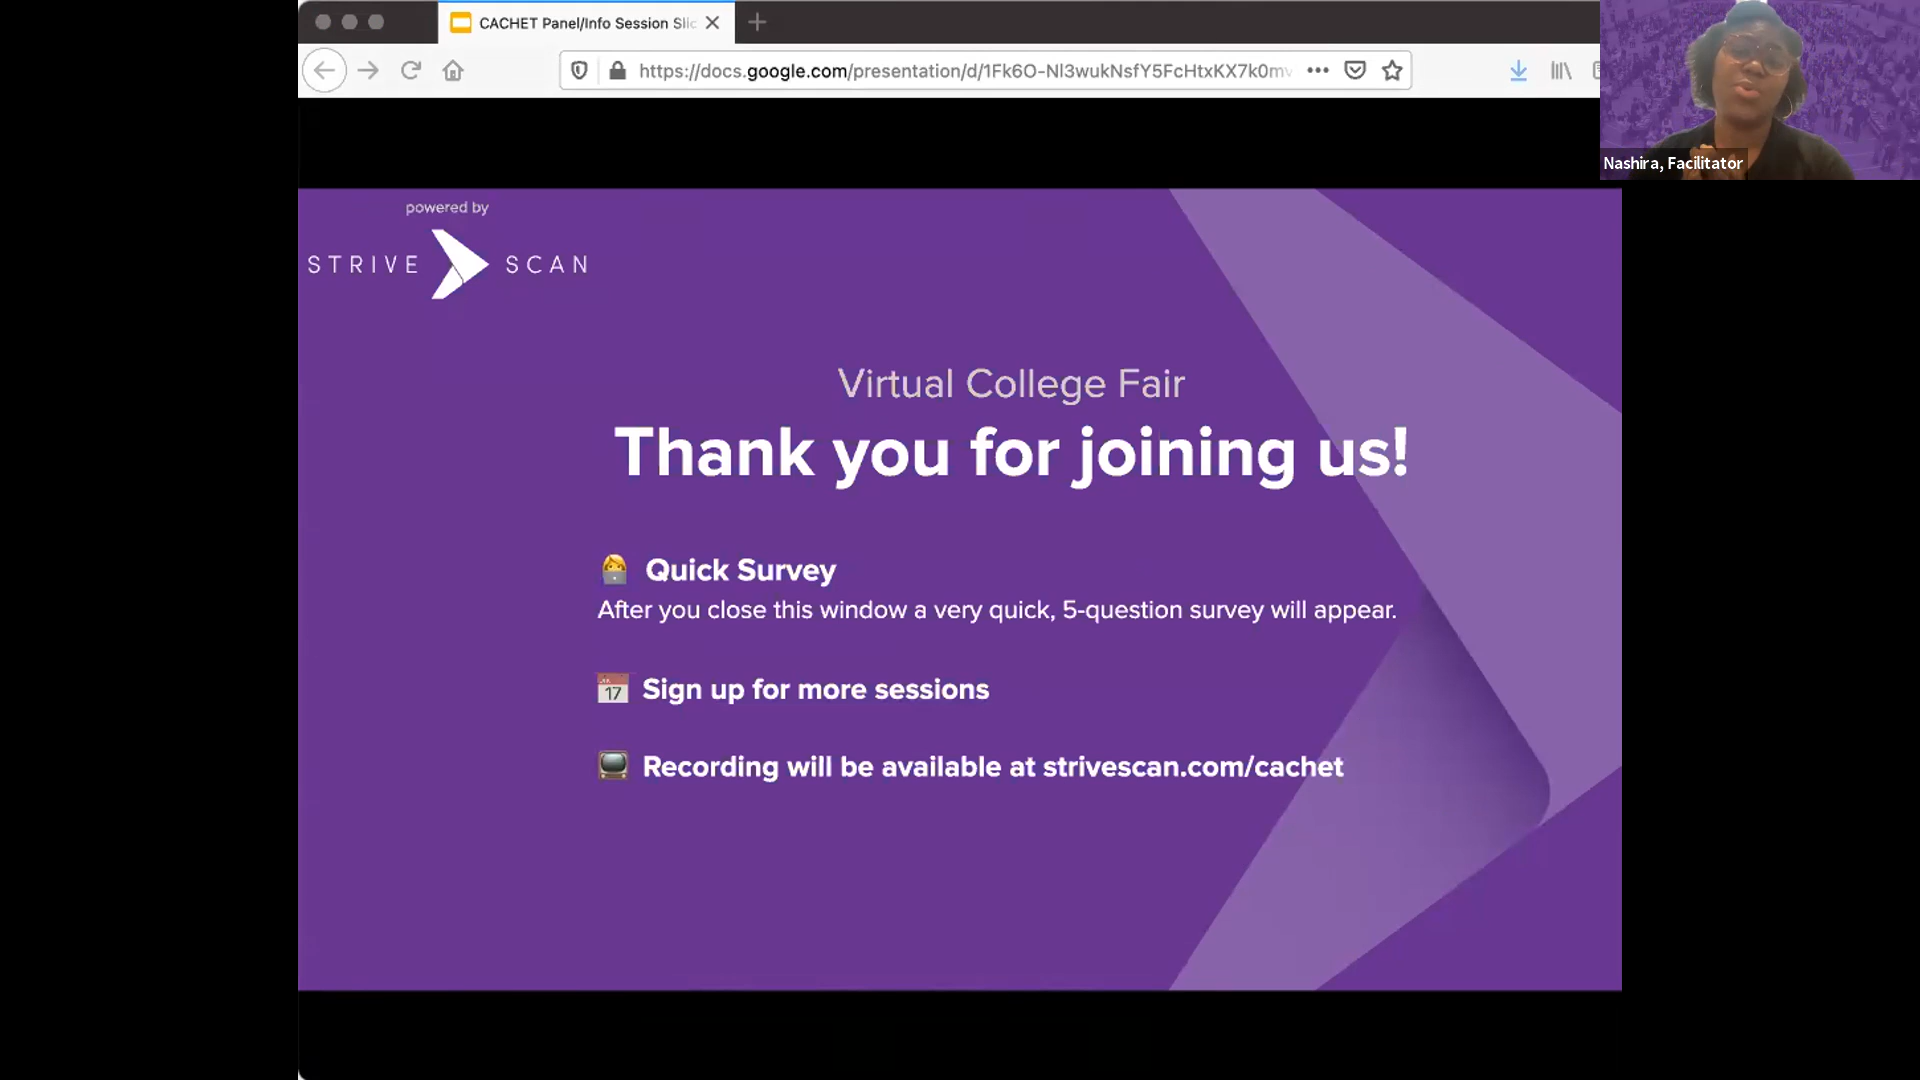 CACHET Panel/Info Session Slid
https://docs.google.com/presentation/d/1Fk6O-Nl3wukNsfY5FcHtxKX7k0mv
Nashira, Facilitator
powered by
STRIVE SCAN
Virtual College Fair
Thank you for joining us!
Quick Survey
After you close this window a very quick, 5-question survey will appear.
17
Sign up for more sessions
Recording will be available at strivescan.com/cachet